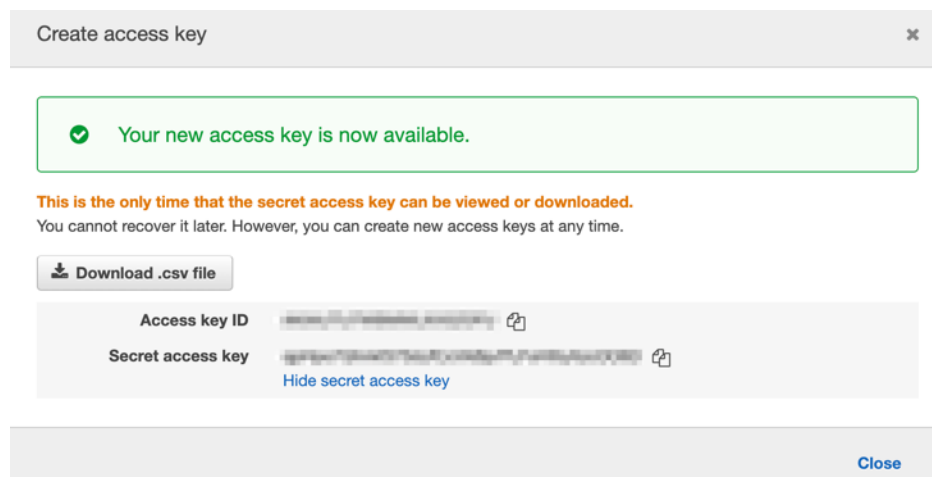 Create access key
Your new access key is now available.
This is the only time that the secret access key can be viewed or downloaded.
You cannot recover it later. However, you can create new access keys at any time.
Download .csv file
Access key ID
Secret access key
Hide secret access key
Close